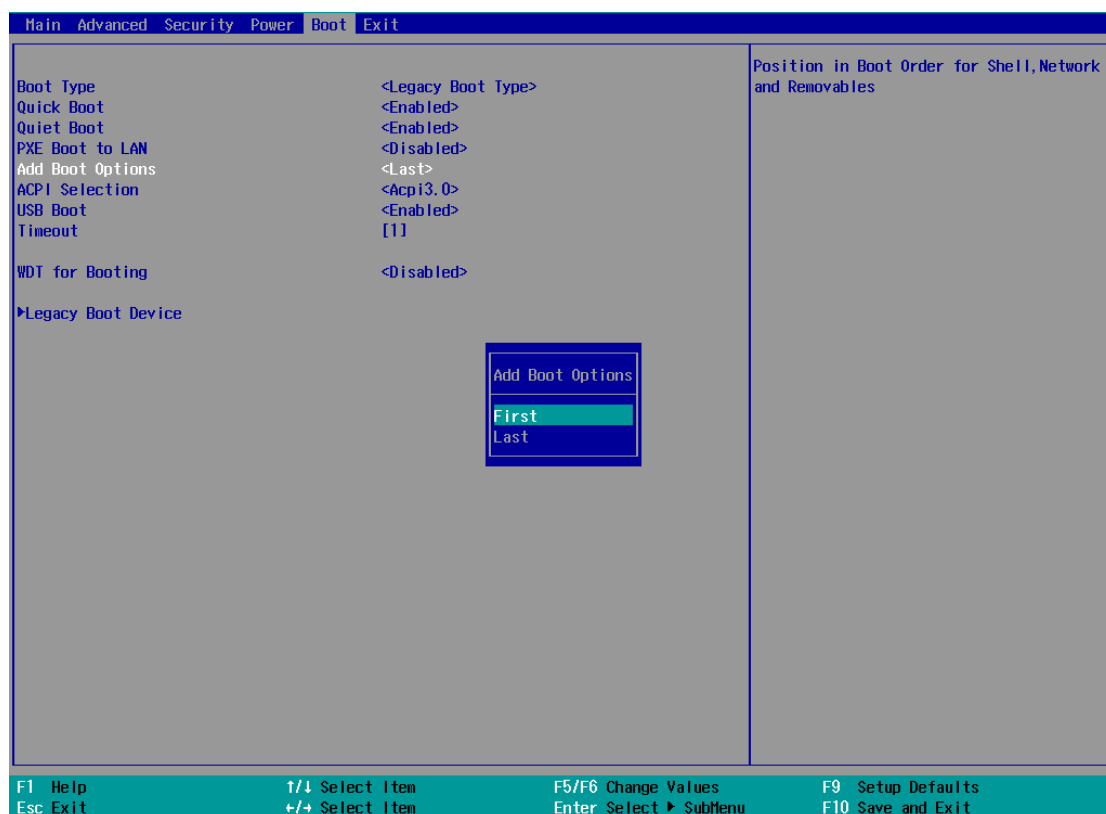 Main Advanced Security Power Boot Exit
Boot Type <Legacy Boot Type>
Quick Boot <Enabled>
Quiet Boot <Enabled>
PXE Boot to LAN <Disabled>
Add Boot Options <Last>
ACPI Selection <Acpi3.0>
USB Boot <Enabled>
Timeout [1]
WDT for Booting <Disabled>
▶Legacy Boot Device
Position in Boot Order for Shell,Network
and Removables
Add Boot Options
First
Last
F1 Help ↑/↓ Select Item F5/F6 Change Values F9 Setup Defaults
Esc Exit ←/→ Select Item Enter Select ▶ SubMenu F10 Save and Exit